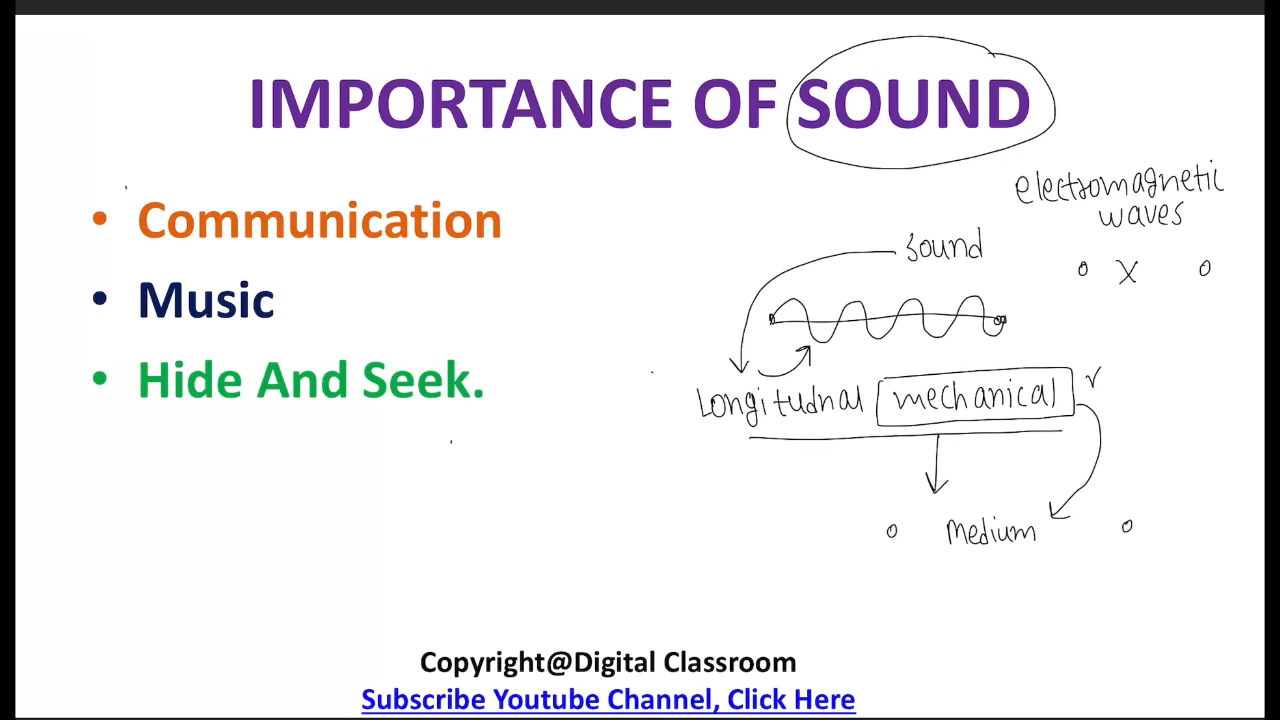 IMPORTANCE OF SOUND
• Communication
• Music
• Hide And Seek.
electromagnetic
waves
o X o
sound
Longitudnal mechanical
o Medium o
Copyright@Digital Classroom
Subscribe Youtube Channel, Click Here